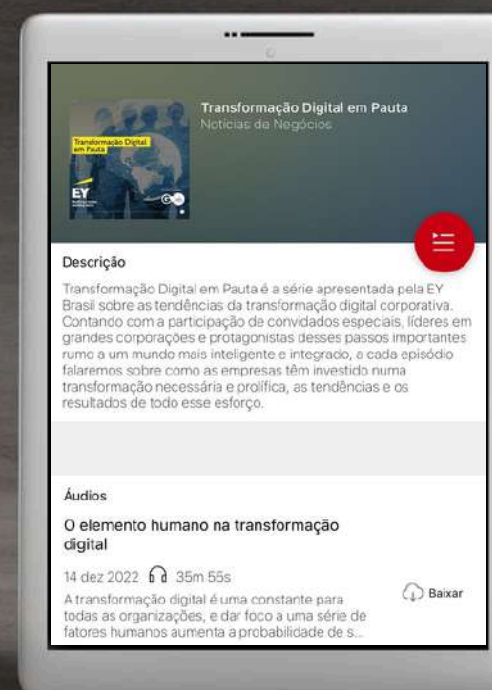 Transformação Digital em Pauta
Notícias de Negócios
Transformação Digital
em Pauta
EY
Descrição
Transformação Digital em Pauta é a série apresentada pela EY
Brasil sobre as tendências da transformação digital corporativa.
Contando com a participação de convidados especiais, líderes em
grandes corporações e protagonistas desses passos importantes
rumo a um mundo mais inteligente e integrado, a cada episódio
falaremos sobre como as empresas têm investido numa
transformação necessária e prolífica, as tendências e os
resultados de todo esse esforço.
Áudios
O elemento humano na transformação
digital
14 dez 2022 35m 55s
Baixar
A transformação digital é uma constante para
todas as organizações, e dar foco a uma série de
fatores humanos aumenta a probabilidade de s...